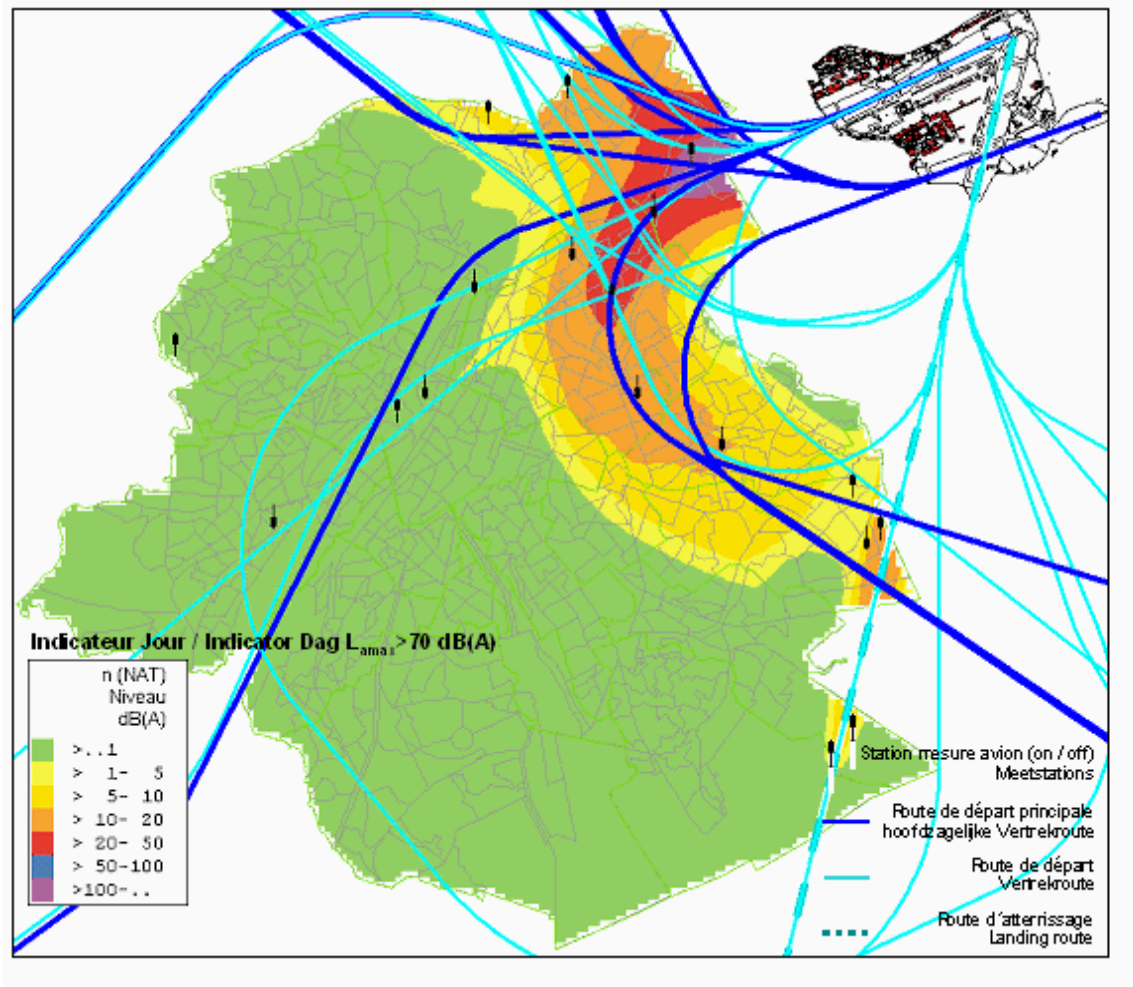 Indicateur Jour / Indicator Dag Lamax>70 dB(A)
n (NAT)
Niveau
dB(A)
>..1
> 1- 5
> 5- 10
> 10- 20
> 20- 50
> 50-100
>100-..
Station mesure avion (on / off)
Meetstations
Route de départ principale
hoofdzagelijke Vertrekroute
Route de départ
Vertrekroute
Route d'atterrissage
Landing route